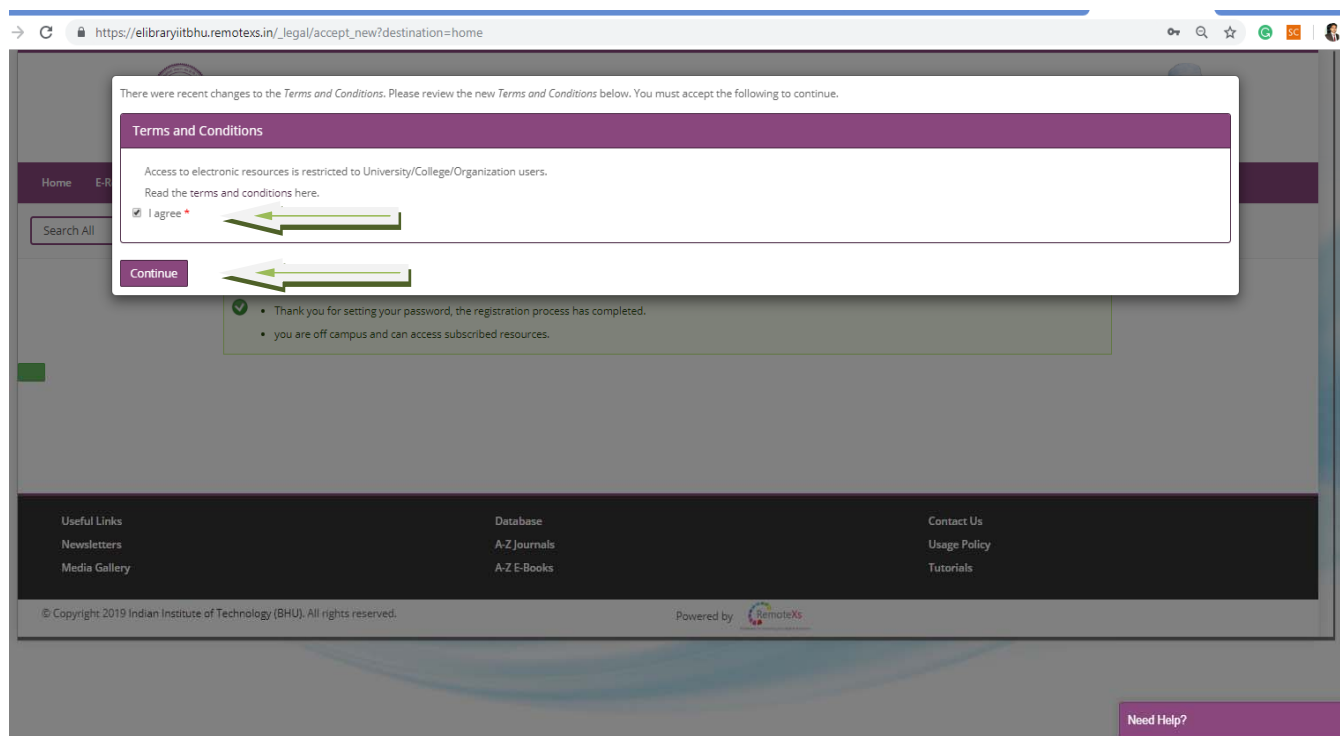 https://elibraryiitbhu.remotexs.in/_legal/accept_new?destination=home
SC
There were recent changes to the Terms and Conditions. Please review the new Terms and Conditions below. You must accept the following to continue.
Terms and Conditions
Access to electronic resources is restricted to University/College/Organization users.
Read the terms and conditions here.
I agree *
Home E-R
Search All
Continue
• Thank you for setting your password, the registration process has completed.
• you are off campus and can access subscribed resources.
Useful Links Database Contact Us
Newsletters A-Z Journals Usage Policy
Media Gallery A-Z E-Books Tutorials
© Copyright 2019 Indian Institute of Technology (BHU). All rights reserved. Powered by RemoteXs
Need Help?